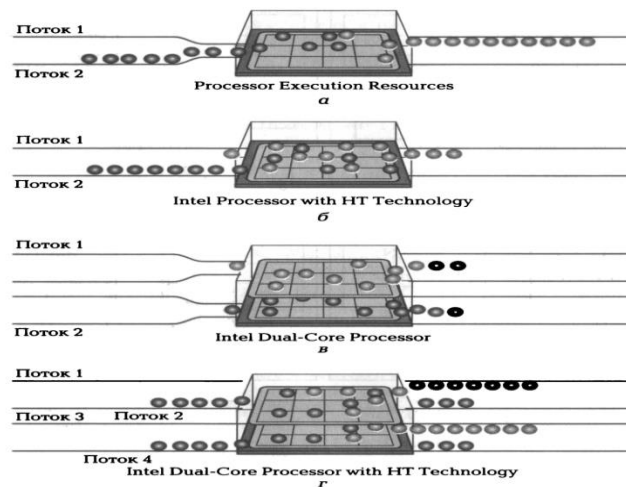 Поток 1
Поток 2
Processor Execution Resources
а
Поток 1
Поток 2
Intel Processor with HT Technology
б
Поток 1
Поток 2
Intel Dual-Core Processor
в
Поток 1
Поток 3 Поток 2
Поток 4
Intel Dual-Core Processor with HT Technology
г